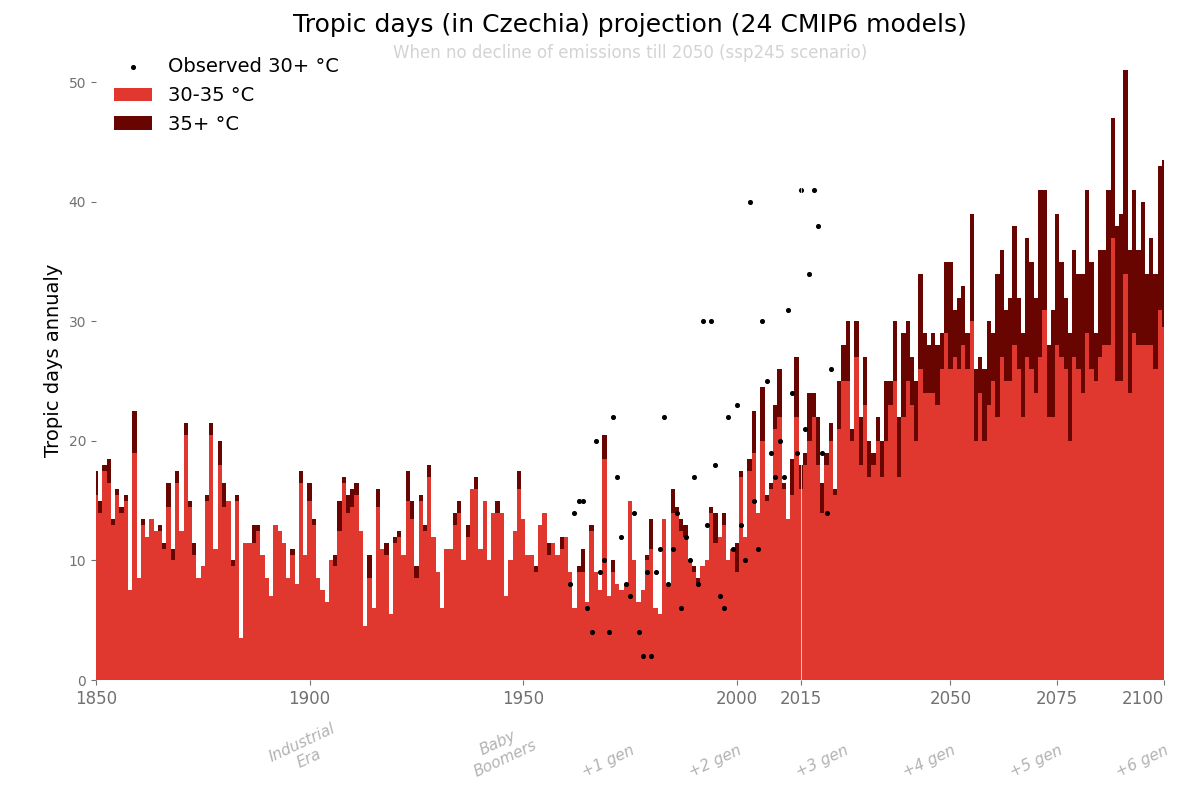 Tropic days (in Czechia) projection (24 CMIP6 models)
When no decline of emissions till 2050 (ssp245 scenario)
Observed 30+ °C
30-35 °C
35+ °C
Tropic days annualy
50
40
30
20
10
0
1850
1900
1950
2000
2015
2050
2075
2100
Industrial
Era
Baby
Boomers
+1 gen
+2 gen
+3 gen
+4 gen
+5 gen
+6 gen